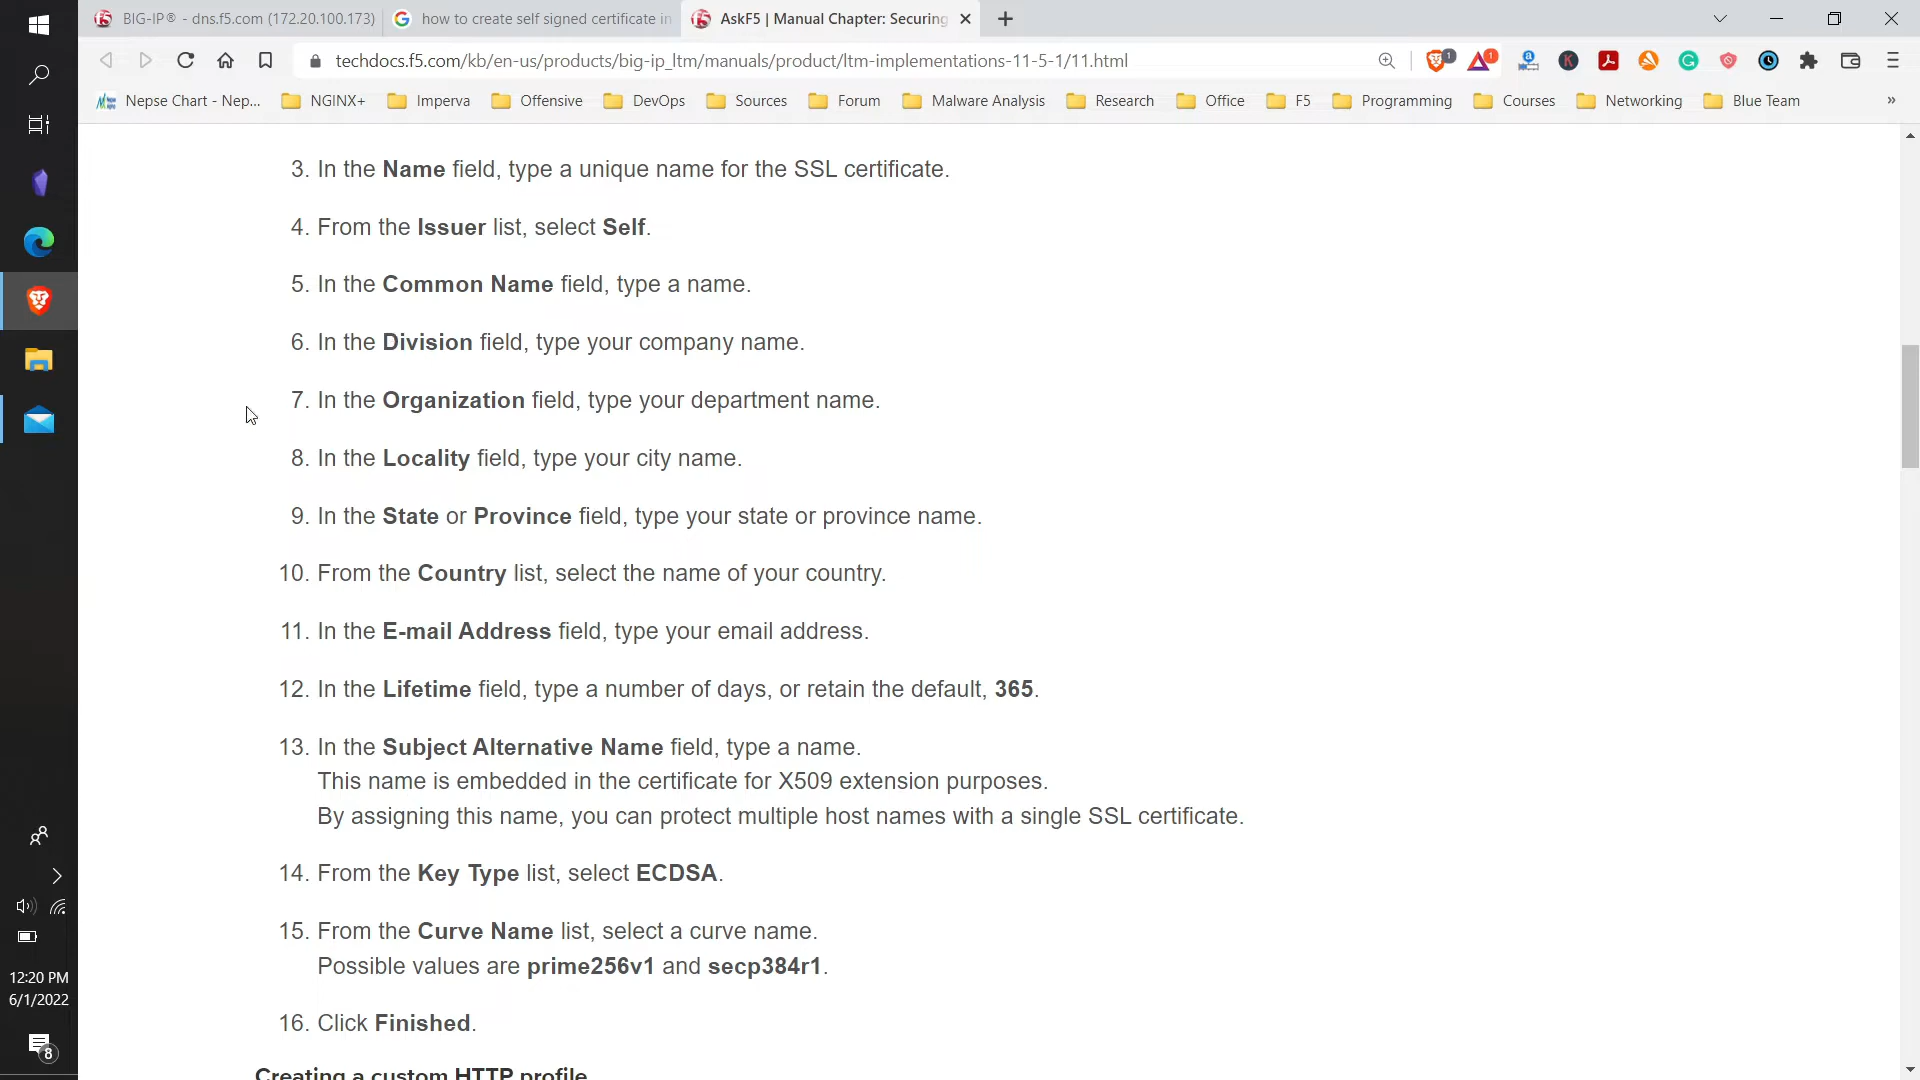 BIG-IP® - dns.f5.com (172.20.100.173)
how to create self signed certificate in
AskF5 | Manual Chapter: Securing
techdocs.f5.com/kb/en-us/products/big-ip_ltm/manuals/product/ltm-implementations-11-5-1/11.html
1
1
Nepse Chart - Nep...
NGINX+
Imperva
Offensive
DevOps
Sources
Forum
Malware Analysis
Research
Office
F5
Programming
Courses
Networking
Blue Team
»
3. In the Name field, type a unique name for the SSL certificate.
4. From the Issuer list, select Self.
5. In the Common Name field, type a name.
6. In the Division field, type your company name.
7. In the Organization field, type your department name.
8. In the Locality field, type your city name.
9. In the State or Province field, type your state or province name.
10. From the Country list, select the name of your country.
11. In the E-mail Address field, type your email address.
12. In the Lifetime field, type a number of days, or retain the default, 365.
13. In the Subject Alternative Name field, type a name.
This name is embedded in the certificate for X509 extension purposes.
By assigning this name, you can protect multiple host names with a single SSL certificate.
14. From the Key Type list, select ECDSA.
15. From the Curve Name list, select a curve name.
Possible values are prime256v1 and secp384r1.
16. Click Finished.
Creating a custom HTTP profile
12:20 PM
6/1/2022
8